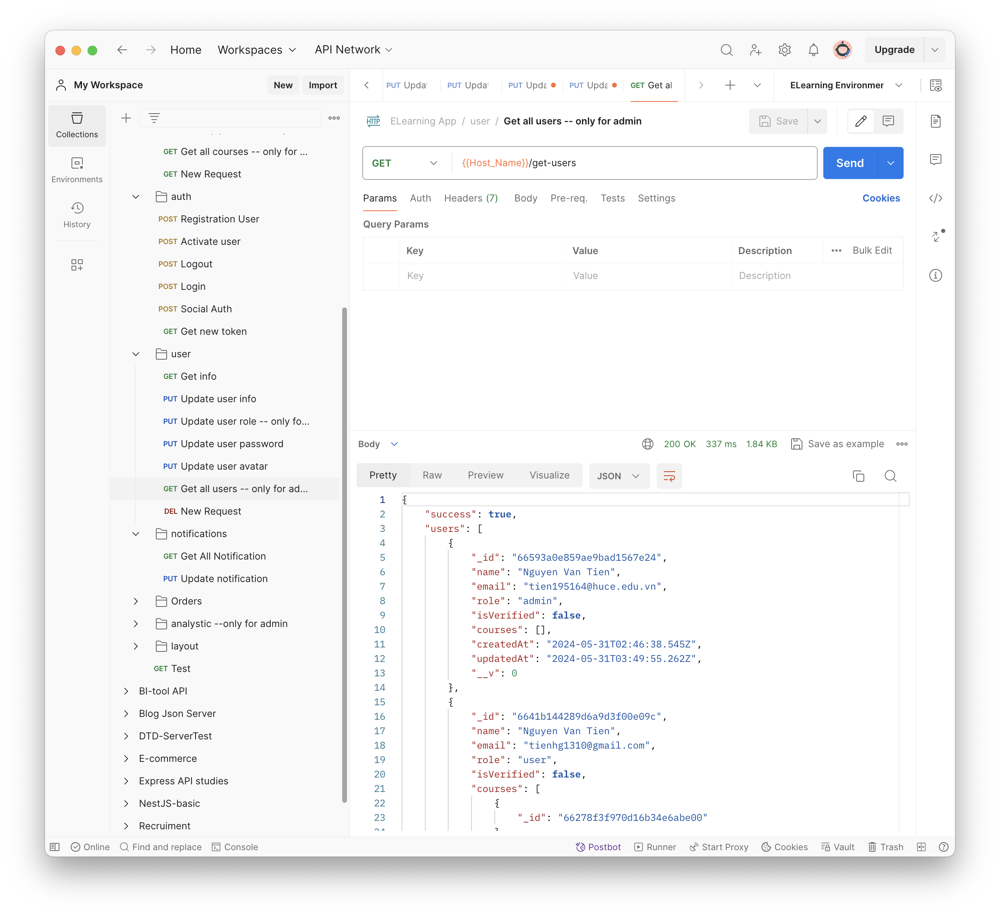 Home Workspaces API Network Upgrade
My Workspace New Import
PUT Updat PUT Updat PUT Upda PUT Upda GET Get al
ELearning Environmer
Collections
Environments
History
GET Get all courses -- only for ...
GET New Request
auth
POST Registration User
POST Activate user
POST Logout
POST Login
POST Social Auth
GET Get new token
user
GET Get info
PUT Update user info
PUT Update user role -- only fo...
PUT Update user password
PUT Update user avatar
GET Get all users -- only for ad...
DEL New Request
notifications
GET Get All Notification
PUT Update notification
Orders
analystic --only for admin
layout
GET Test
BI-tool API
Blog Json Server
DTD-ServerTest
E-commerce
Express API studies
NestJS-basic
Recruiment
HTTP ELearning App / user / Get all users -- only for admin Save
GET {{Host_Name}}/get-users Send
Params Auth Headers (7) Body Pre-req. Tests Settings Cookies
Query Params
Key Value Description Bulk Edit
Key Value Description
Body 200 OK 337 ms 1.84 KB Save as example
Pretty Raw Preview Visualize JSON
1 {
2 "success": true,
3 "users": [
4 {
5 "_id": "66593a0e859ae9bad1567e24",
6 "name": "Nguyen Van Tien",
7 "email": "tien195164@huce.edu.vn",
8 "role": "admin",
9 "isVerified": false,
10 "courses": [],
11 "createdAt": "2024-05-31T02:46:38.545Z",
12 "updatedAt": "2024-05-31T03:49:55.262Z",
13 "__v": 0
14 },
15 {
16 "_id": "6641b144289d6a9d3f00e09c",
17 "name": "Nguyen Van Tien",
18 "email": "tienhg1310@gmail.com",
19 "role": "user",
20 "isVerified": false,
21 "courses": [
22 {
23 "_id": "66278f3f970d16b34e6abe00"
Online Find and replace Console Postbot Runner Start Proxy Cookies Vault Trash